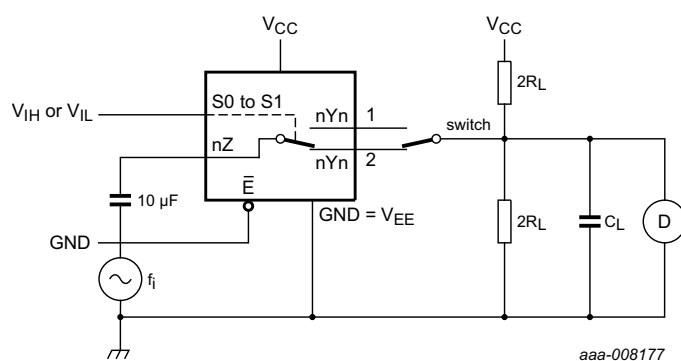 VCC
VCC
S0 to S1
VIH or VIL
nYn
1
2RL
switch
nZ
nYn
2
E̅
10 µF
GND = VEE
2RL
CL
D
GND
fi
aaa-008177